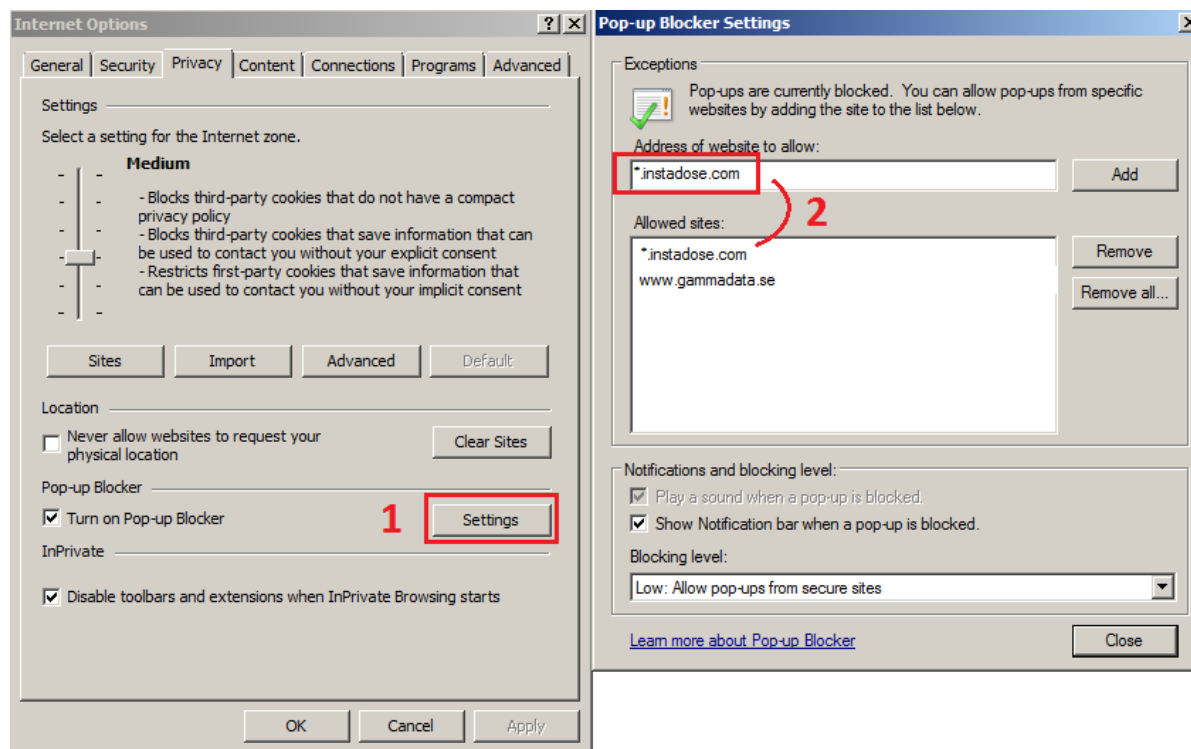 Internet Options
General Security Privacy Content Connections Programs Advanced
Settings
Select a setting for the Internet zone.
Medium
- Blocks third-party cookies that do not have a compact
privacy policy
- Blocks third-party cookies that save information that can
be used to contact you without your explicit consent
- Restricts first-party cookies that save information that
can be used to contact you without your implicit consent
Sites Import Advanced Default
Location
Never allow websites to request your
physical location
Clear Sites
Pop-up Blocker
Turn on Pop-up Blocker
1
Settings
InPrivate
Disable toolbars and extensions when InPrivate Browsing starts
OK Cancel Apply
Pop-up Blocker Settings
Exceptions
Pop-ups are currently blocked. You can allow pop-ups from specific
websites by adding the site to the list below.
Address of website to allow:
*.instadose.com
Add
2
Allowed sites:
*.instadose.com
www.gammadata.se
Remove
Remove all...
Notifications and blocking level:
Play a sound when a pop-up is blocked.
Show Notification bar when a pop-up is blocked.
Blocking level:
Low: Allow pop-ups from secure sites
Learn more about Pop-up Blocker
Close